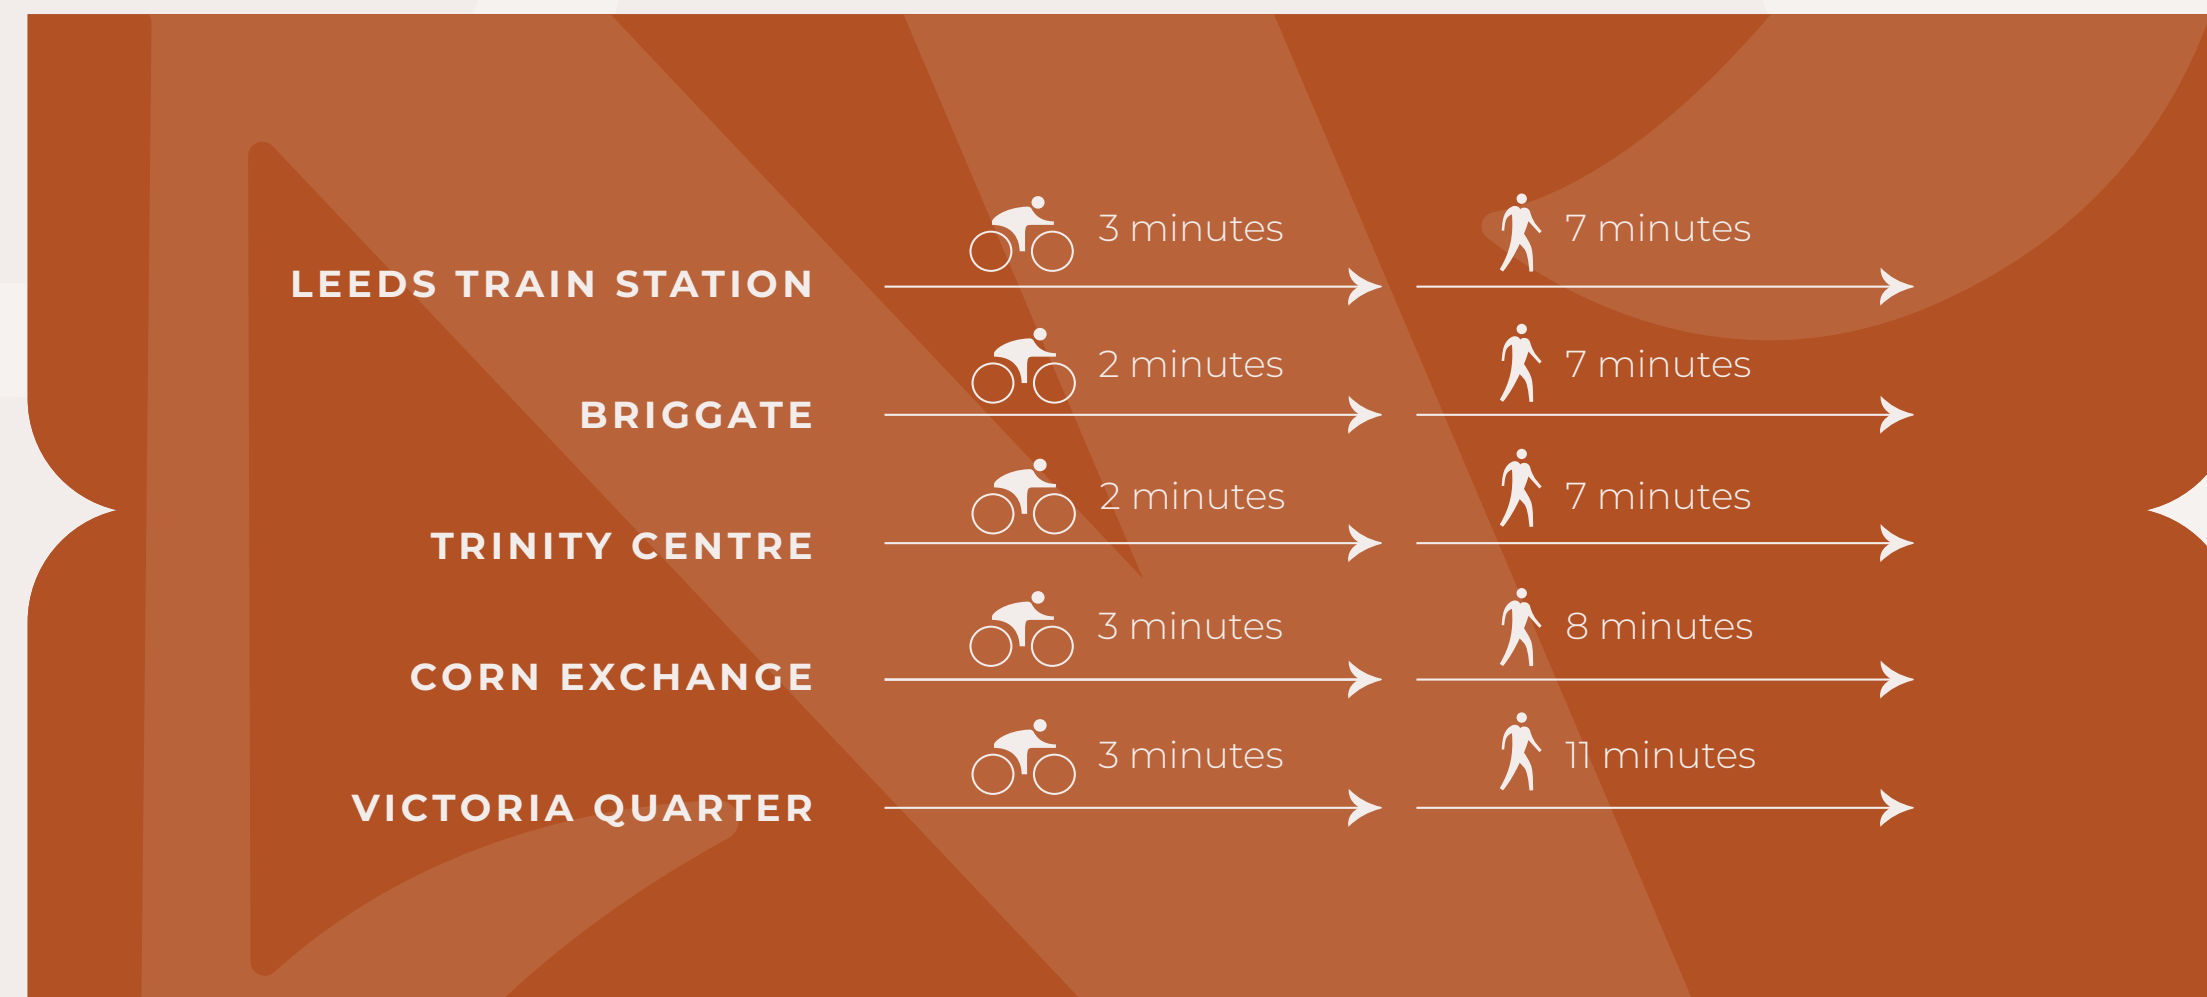 LEEDS TRAIN STATION 3 minutes 7 minutes
BRIGGATE 2 minutes 7 minutes
TRINITY CENTRE 2 minutes 7 minutes
CORN EXCHANGE 3 minutes 8 minutes
VICTORIA QUARTER 3 minutes 11 minutes